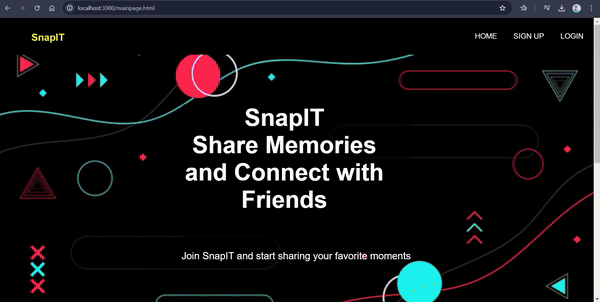 localhost:3000/mainpage.html
SnapIT
HOME
SIGN UP
LOGIN
SnapIT
Share Memories
and Connect with
Friends
Join SnapIT and start sharing your favorite moments